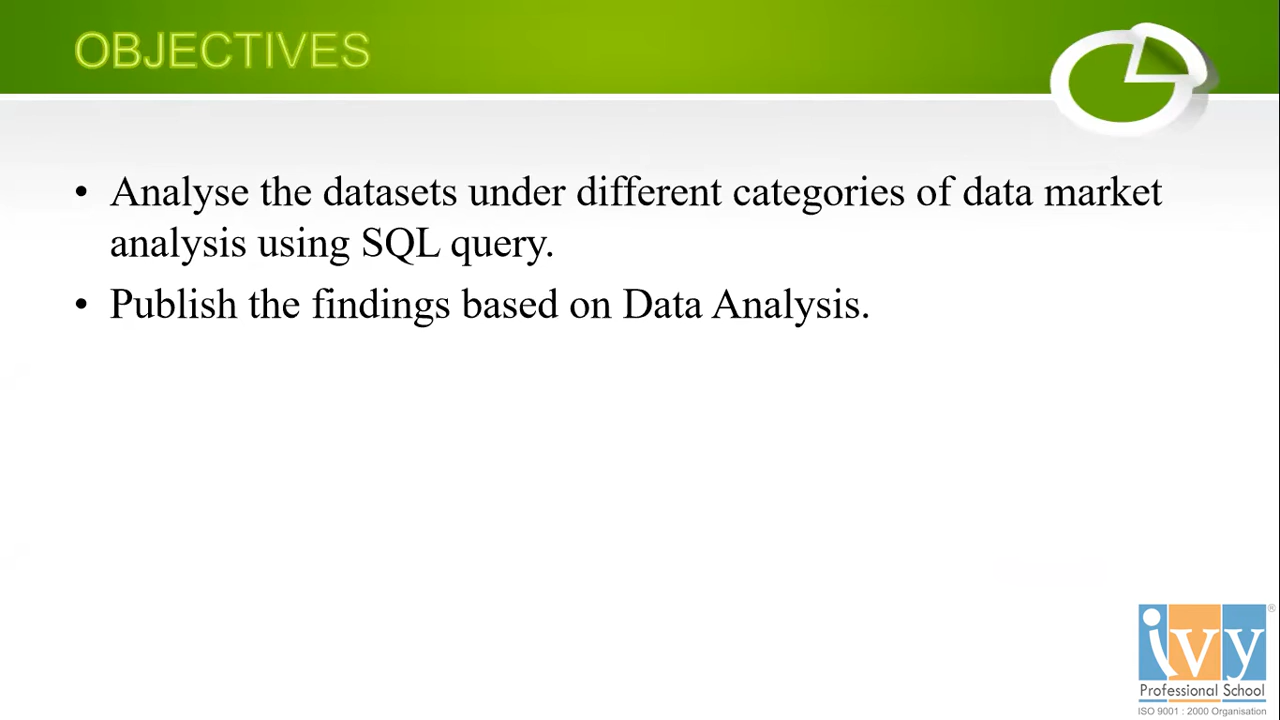 OBJECTIVES
• Analyse the datasets under different categories of data market
analysis using SQL query.
• Publish the findings based on Data Analysis.
ivy®
Professional School
ISO 9001 : 2000 Organisation